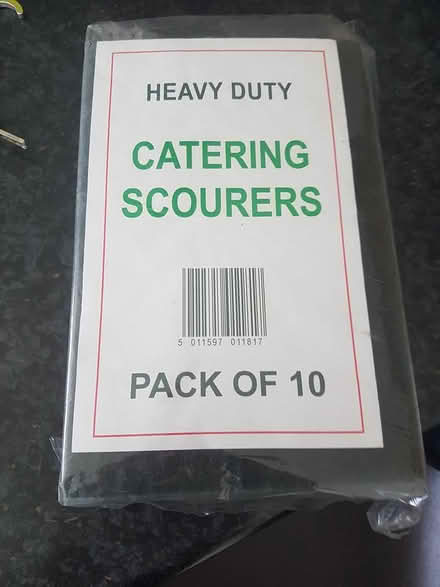 HEAVY DUTY
CATERING
SCOURERS
5 011597 011817
PACK OF 10